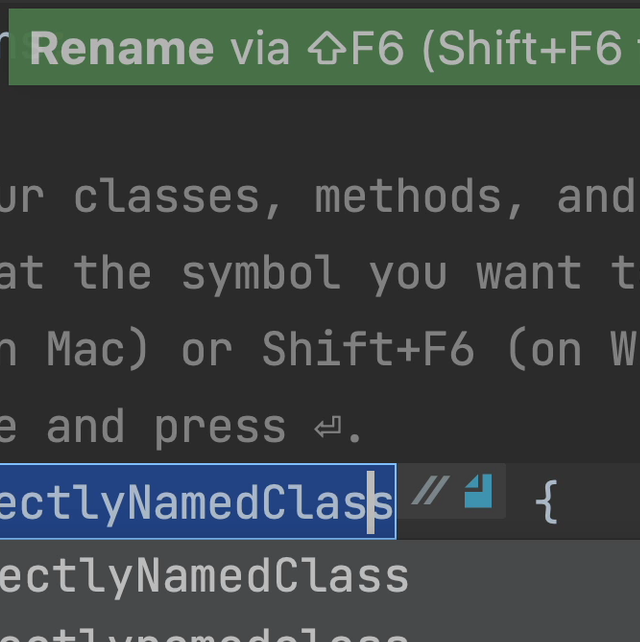 Rename via ⇧F6 (Shift+F6
ur classes, methods, and
at the symbol you want t
n Mac) or Shift+F6 (on W
e and press ⏎.
ectlyNamedClass // {
ectlyNamedClass
ectlynamedclass